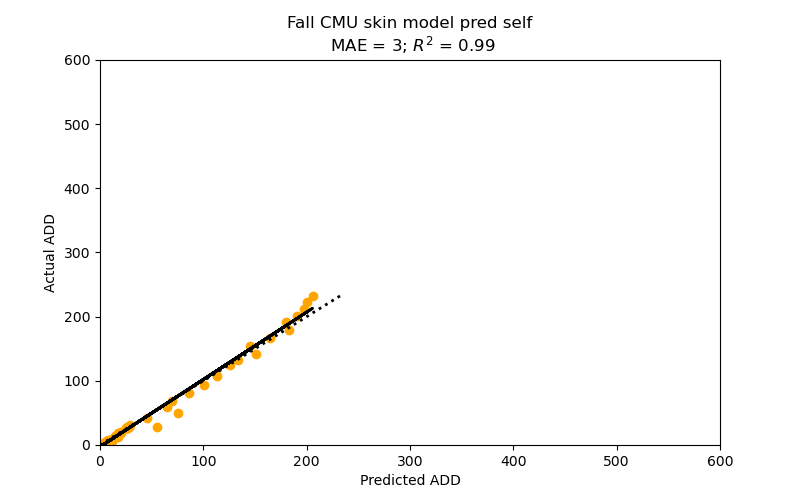 Fall CMU skin model pred self
MAE = 3; R² = 0.99
600
500
400
300
200
100
0
Actual ADD
0 100 200 300 400 500 600
Predicted ADD